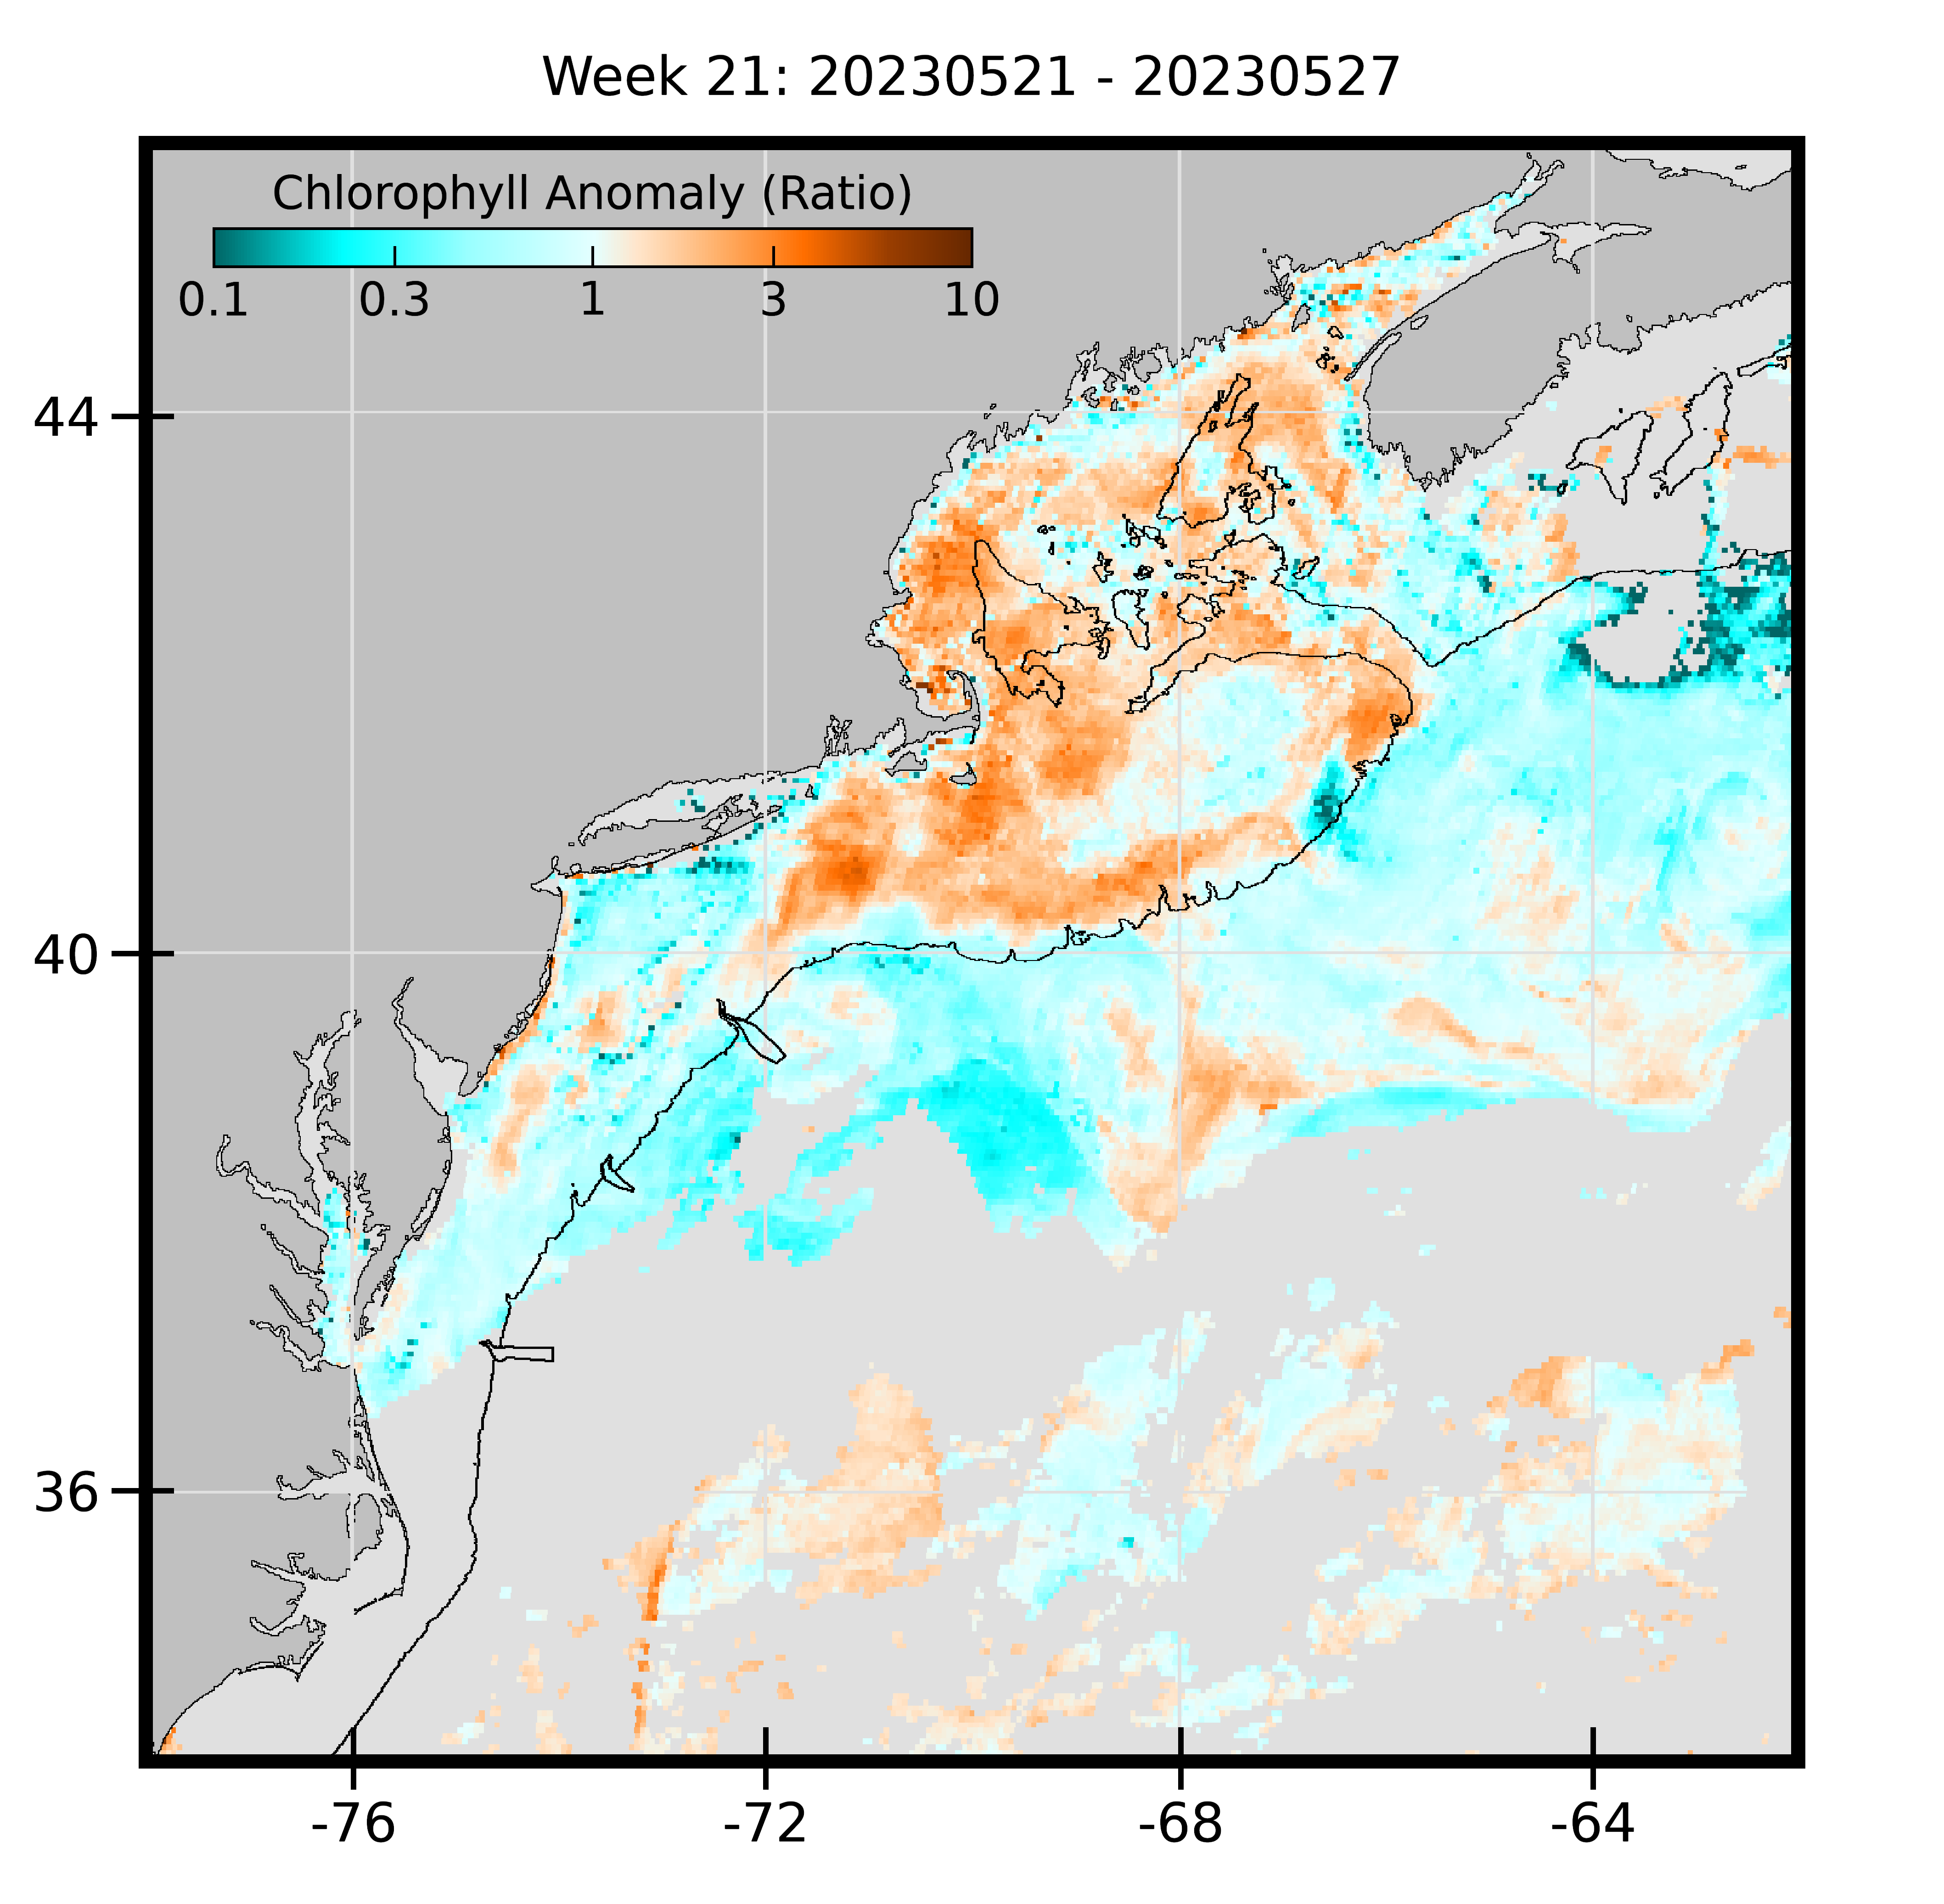 Week 21: 20230521 - 20230527
Chlorophyll Anomaly (Ratio)
0.1 0.3 1 3 10
44
40
36
-76 -72 -68 -64